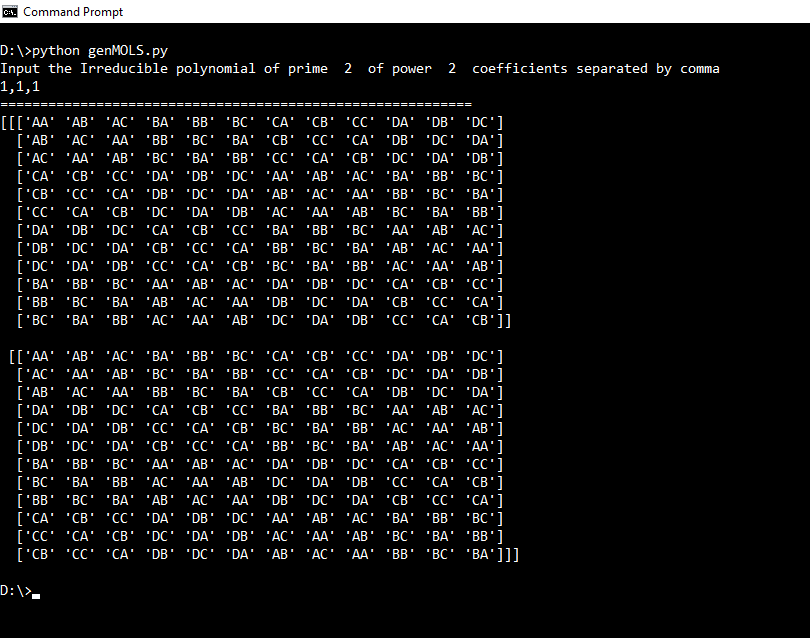 Command Prompt
D:\>python genMOLS.py
Input the Irreducible polynomial of prime  2  of power  2  coefficients separated by comma
1,1,1
===========================================================
[[['AA' 'AB' 'AC' 'BA' 'BB' 'BC' 'CA' 'CB' 'CC' 'DA' 'DB' 'DC']
  ['AB' 'AC' 'AA' 'BB' 'BC' 'BA' 'CB' 'CC' 'CA' 'DB' 'DC' 'DA']
  ['AC' 'AA' 'AB' 'BC' 'BA' 'BB' 'CC' 'CA' 'CB' 'DC' 'DA' 'DB']
  ['CA' 'CB' 'CC' 'DA' 'DB' 'DC' 'AA' 'AB' 'AC' 'BA' 'BB' 'BC']
  ['CB' 'CC' 'CA' 'DB' 'DC' 'DA' 'AB' 'AC' 'AA' 'BB' 'BC' 'BA']
  ['CC' 'CA' 'CB' 'DC' 'DA' 'DB' 'AC' 'AA' 'AB' 'BC' 'BA' 'BB']
  ['DA' 'DB' 'DC' 'CA' 'CB' 'CC' 'BA' 'BB' 'BC' 'AA' 'AB' 'AC']
  ['DB' 'DC' 'DA' 'CB' 'CC' 'CA' 'BB' 'BC' 'BA' 'AB' 'AC' 'AA']
  ['DC' 'DA' 'DB' 'CC' 'CA' 'CB' 'BC' 'BA' 'BB' 'AC' 'AA' 'AB']
  ['BA' 'BB' 'BC' 'AA' 'AB' 'AC' 'DA' 'DB' 'DC' 'CA' 'CB' 'CC']
  ['BB' 'BC' 'BA' 'AB' 'AC' 'AA' 'DB' 'DC' 'DA' 'CB' 'CC' 'CA']
  ['BC' 'BA' 'BB' 'AC' 'AA' 'AB' 'DC' 'DA' 'DB' 'CC' 'CA' 'CB']]
 [['AA' 'AB' 'AC' 'BA' 'BB' 'BC' 'CA' 'CB' 'CC' 'DA' 'DB' 'DC']
  ['AC' 'AA' 'AB' 'BC' 'BA' 'BB' 'CC' 'CA' 'CB' 'DC' 'DA' 'DB']
  ['AB' 'AC' 'AA' 'BB' 'BC' 'BA' 'CB' 'CC' 'CA' 'DB' 'DC' 'DA']
  ['DA' 'DB' 'DC' 'CA' 'CB' 'CC' 'BA' 'BB' 'BC' 'AA' 'AB' 'AC']
  ['DC' 'DA' 'DB' 'CC' 'CA' 'CB' 'BC' 'BA' 'BB' 'AC' 'AA' 'AB']
  ['DB' 'DC' 'DA' 'CB' 'CC' 'CA' 'BB' 'BC' 'BA' 'AB' 'AC' 'AA']
  ['BA' 'BB' 'BC' 'AA' 'AB' 'AC' 'DA' 'DB' 'DC' 'CA' 'CB' 'CC']
  ['BC' 'BA' 'BB' 'AC' 'AA' 'AB' 'DC' 'DA' 'DB' 'CC' 'CA' 'CB']
  ['BB' 'BC' 'BA' 'AB' 'AC' 'AA' 'DB' 'DC' 'DA' 'CB' 'CC' 'CA']
  ['CA' 'CB' 'CC' 'DA' 'DB' 'DC' 'AA' 'AB' 'AC' 'BA' 'BB' 'BC']
  ['CC' 'CA' 'CB' 'DC' 'DA' 'DB' 'AC' 'AA' 'AB' 'BC' 'BA' 'BB']
  ['CB' 'CC' 'CA' 'DB' 'DC' 'DA' 'AB' 'AC' 'AA' 'BB' 'BC' 'BA']]]
D:\>